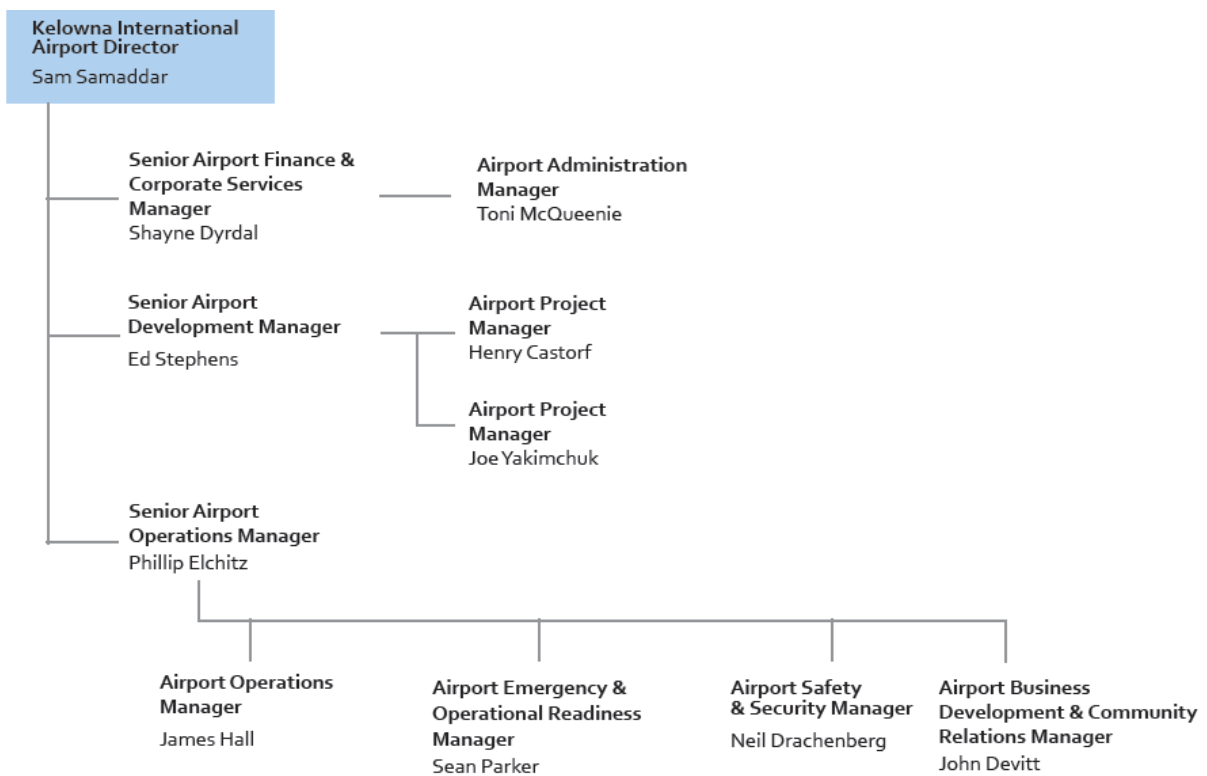 Kelowna International
Airport Director
Sam Samaddar
Senior Airport Finance &
Corporate Services
Manager
Shayne Dyrdal
Airport Administration
Manager
Toni McQueenie
Senior Airport
Development Manager
Ed Stephens
Airport Project
Manager
Henry Castorf
Airport Project
Manager
Joe Yakimchuk
Senior Airport
Operations Manager
Phillip Elchitz
Airport Operations
Manager
James Hall
Airport Emergency &
Operational Readiness
Manager
Sean Parker
Airport Safety
& Security Manager
Neil Drachenberg
Airport Business
Development & Community
Relations Manager
John Devitt